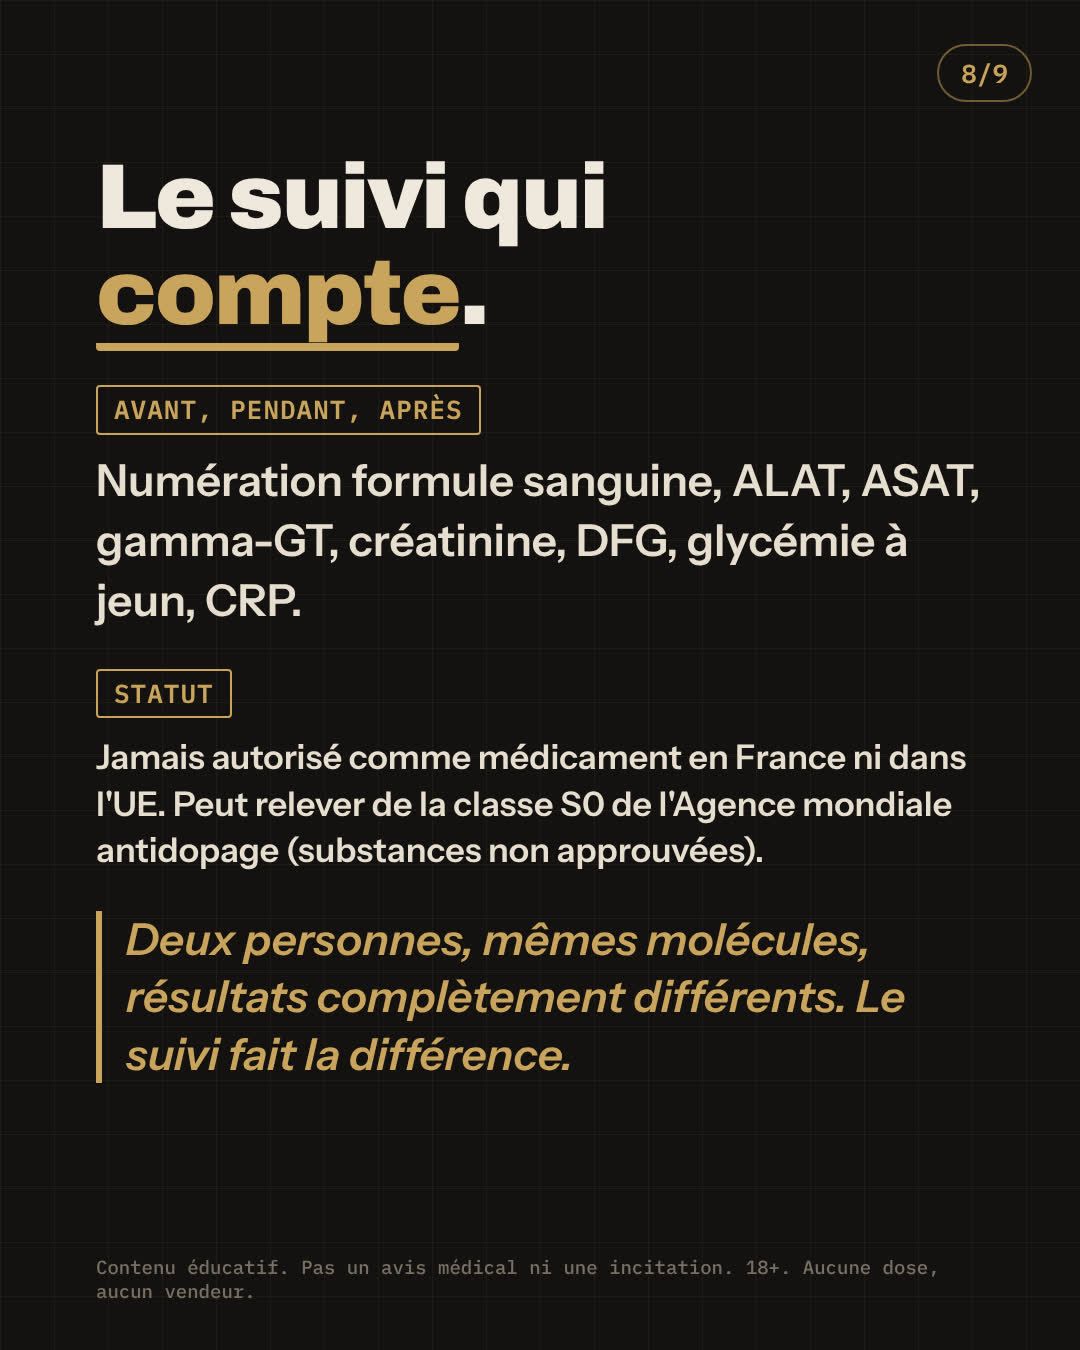 8/9
Le suivi qui
compte.
AVANT, PENDANT, APRÈS
Numération formule sanguine, ALAT, ASAT,
gamma-GT, créatinine, DFG, glycémie à
jeun, CRP.
STATUT
Jamais autorisé comme médicament en France ni dans
l'UE. Peut relever de la classe S0 de l'Agence mondiale
antidopage (substances non approuvées).
Deux personnes, mêmes molécules,
résultats complètement différents. Le
suivi fait la différence.
Contenu éducatif. Pas un avis médical ni une incitation. 18+. Aucune dose,
aucun vendeur.